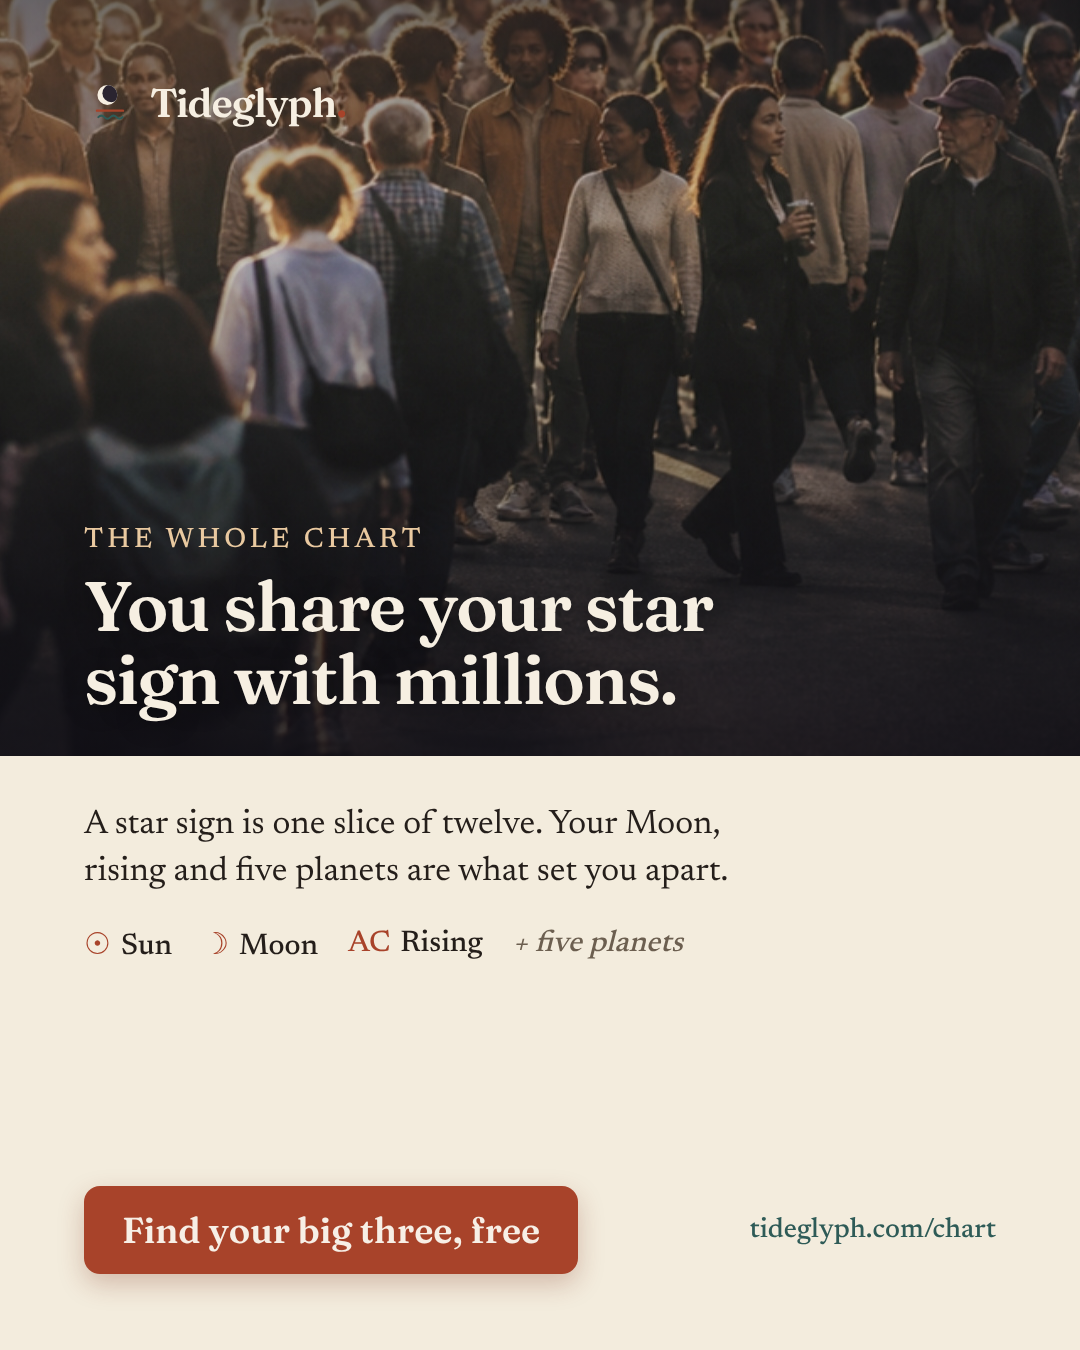 Tideglyph.
THE WHOLE CHART
You share your star
sign with millions.
A star sign is one slice of twelve. Your Moon,
rising and five planets are what set you apart.
☉ Sun ☽ Moon AC Rising + five planets
Find your big three, free
tideglyph.com/chart